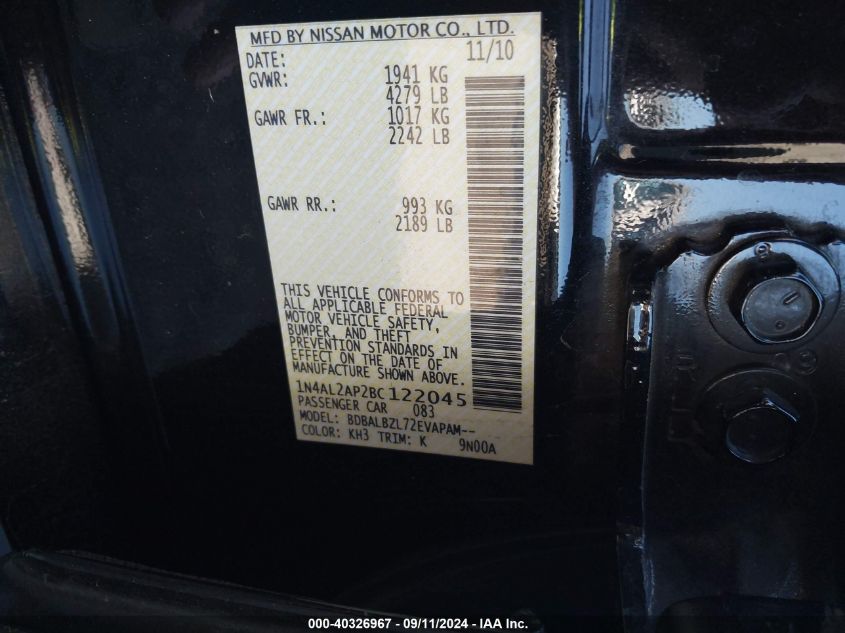 MFD BY NISSAN MOTOR CO., LTD.
DATE: 11/10
GVWR: 1941 KG
4279 LB
GAWR FR.: 1017 KG
2242 LB
GAWR RR.: 993 KG
2189 LB
THIS VEHICLE CONFORMS TO
ALL APPLICABLE FEDERAL
MOTOR VEHICLE SAFETY,
BUMPER, AND THEFT
PREVENTION STANDARDS IN
EFFECT ON THE DATE OF
MANUFACTURE SHOWN ABOVE.
1N4AL2AP2BC122045
PASSENGER CAR 083
MODEL: BDBALBZL72EVAPAM--
COLOR: KH3 TRIM: K 9N00A
9
000-40326967 - 09/11/2024 - IAA Inc.